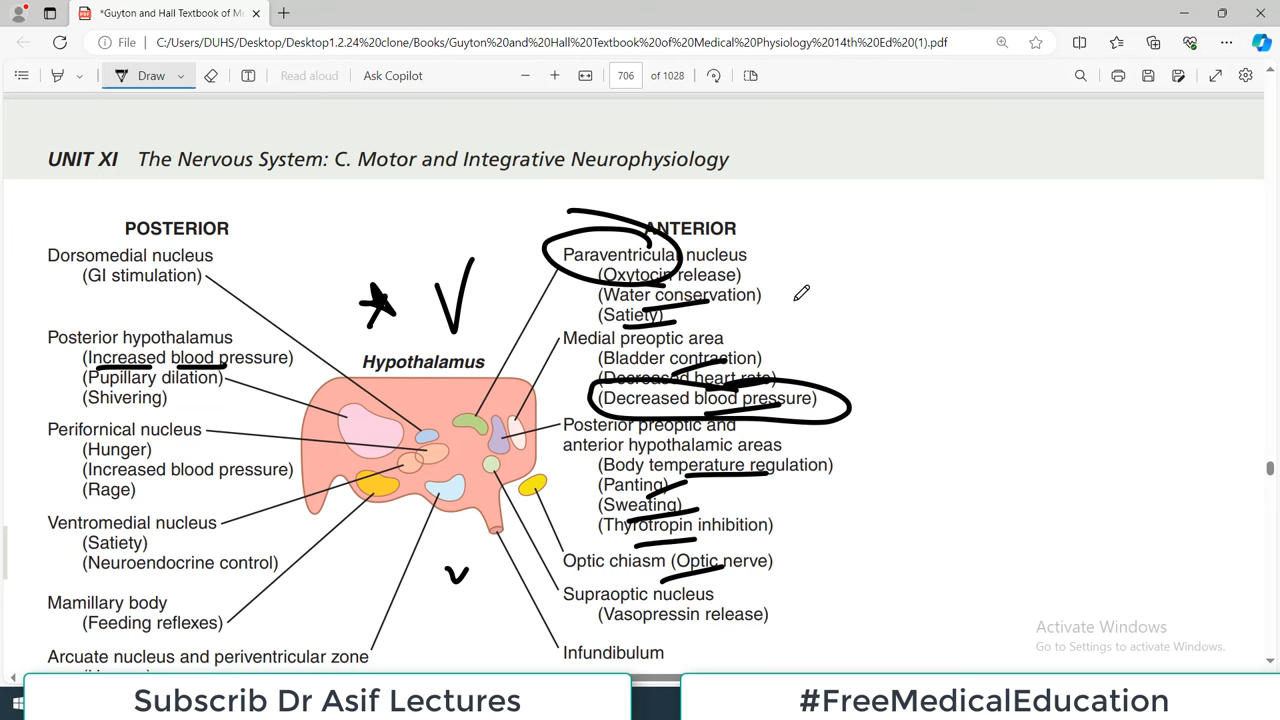 *Guyton and Hall Textbook of Me
File
C:/Users/DUHS/Desktop/Desktop1.2.24%20clone/Books/Guyton%20and%20Hall%20Textbook%20of%20Medical%20Physiology%2014th%20Ed%20(1).pdf
Draw
Read aloud
Ask Copilot
706 of 1028
UNIT XI The Nervous System: C. Motor and Integrative Neurophysiology
POSTERIOR
Dorsomedial nucleus
(GI stimulation)
Posterior hypothalamus
(Increased blood pressure)
(Pupillary dilation)
(Shivering)
Perifornical nucleus
(Hunger)
(Increased blood pressure)
(Rage)
Ventromedial nucleus
(Satiety)
(Neuroendocrine control)
Mamillary body
(Feeding reflexes)
Arcuate nucleus and periventricular zone
Hypothalamus
ANTERIOR
Paraventricular nucleus
(Oxytocin release)
(Water conservation)
(Satiety)
Medial preoptic area
(Bladder contraction)
(Decreased heart rate)
(Decreased blood pressure)
Posterior preoptic and
anterior hypothalamic areas
(Body temperature regulation)
(Panting)
(Sweating)
(Thyrotropin inhibition)
Optic chiasm (Optic nerve)
Supraoptic nucleus
(Vasopressin release)
Infundibulum
Activate Windows
Go to Settings to activate Windows.
Subscrib Dr Asif Lectures
#FreeMedicalEducation